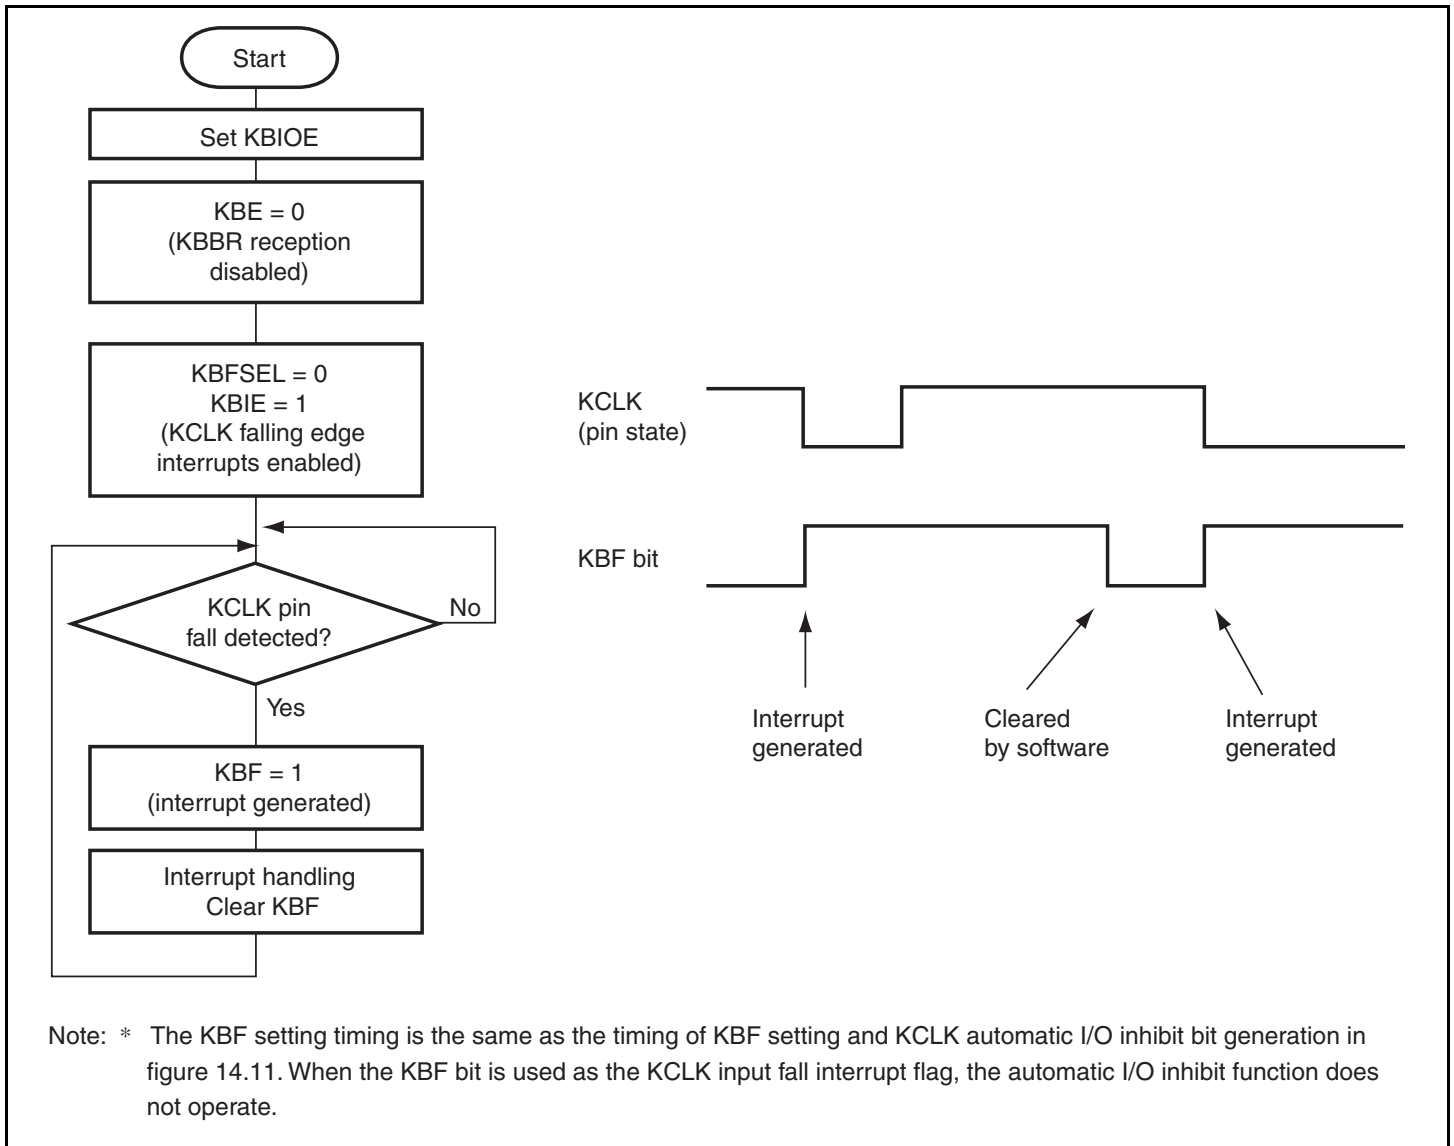 Start
Set KBIOE
KBE = 0
(KBBR reception
disabled)
KBFSEL = 0
KBIE = 1
(KCLK falling edge
interrupts enabled)
KCLK pin
fall detected?
No
Yes
KBF = 1
(interrupt generated)
Interrupt handling
Clear KBF
KCLK
(pin state)
KBF bit
Interrupt
generated
Cleared
by software
Interrupt
generated
Note: * The KBF setting timing is the same as the timing of KBF setting and KCLK automatic I/O inhibit bit generation in
figure 14.11. When the KBF bit is used as the KCLK input fall interrupt flag, the automatic I/O inhibit function does
not operate.